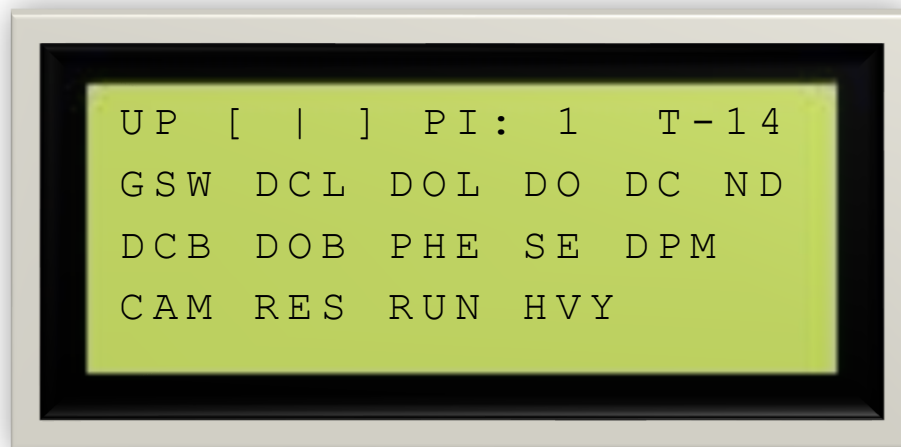 UP [ | ] PI: 1 T-14
GSW DCL DOL DO DC ND
DCB DOB PHE SE DPM
CAM RES RUN HVY